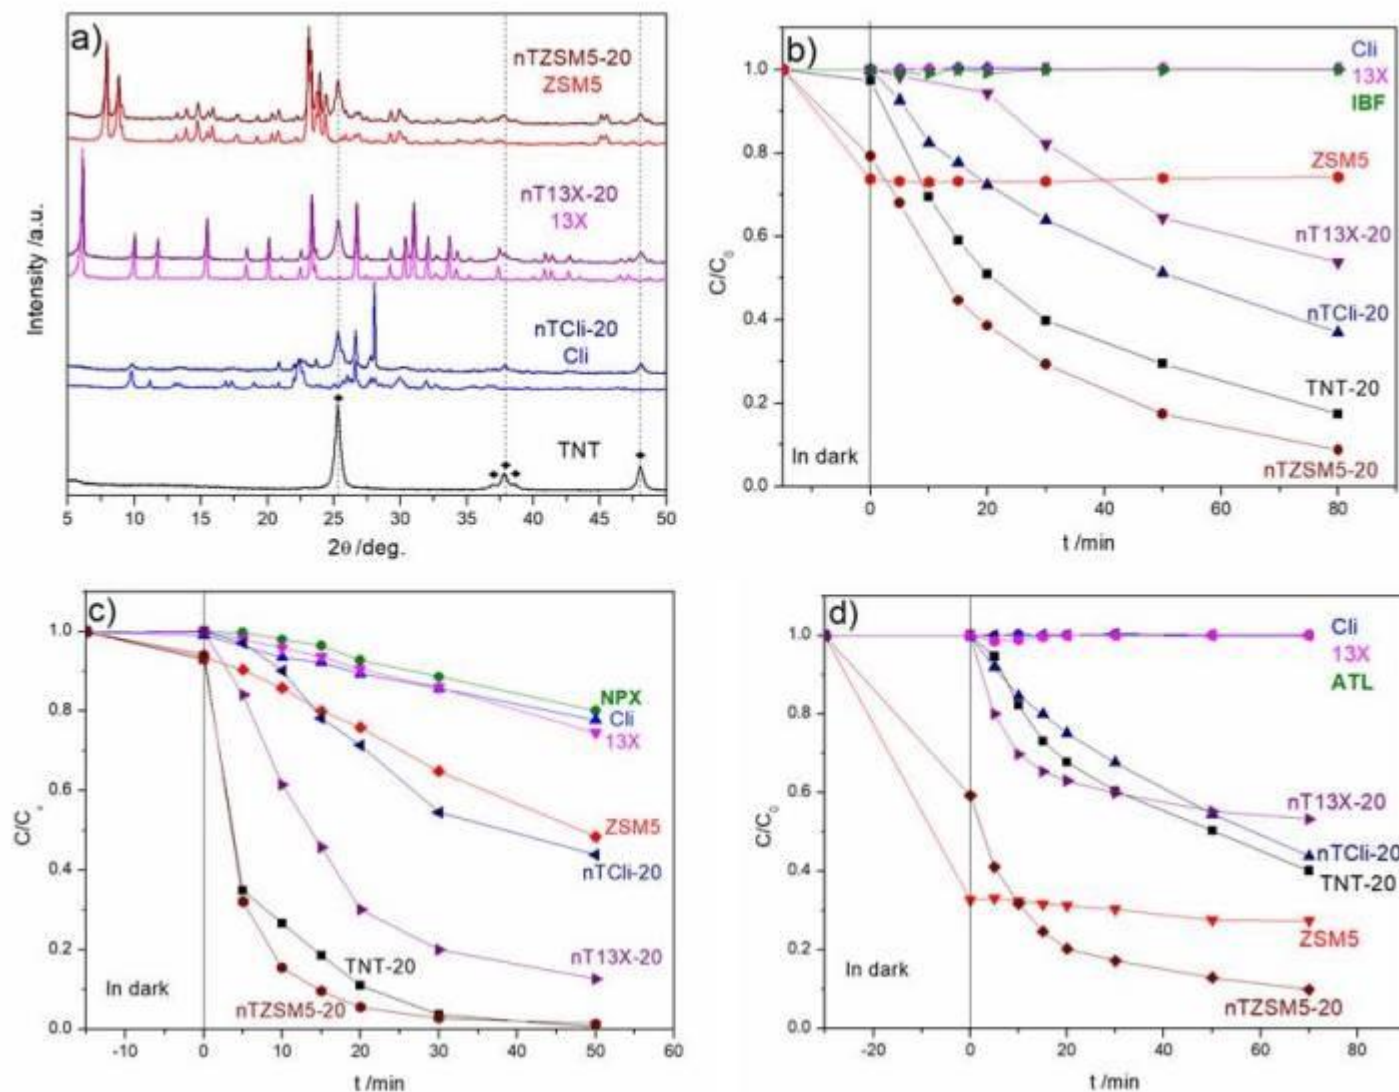 a)
nTZSM5-20
ZSM5
nT13X-20
13X
nTCli-20
Cli
TNT
Intensity /a.u.
5 10 15 20 25 30 35 40 45 50
2θ /deg.
b)
Cli
13X
IBF
ZSM5
nT13X-20
nTCli-20
TNT-20
nTZSM5-20
In dark
C/C₀
1.0
0.8
0.6
0.4
0.2
0.0
0 20 40 60 80
t /min
c)
NPX
Cli
13X
ZSM5
nTCli-20
nT13X-20
TNT-20
nTZSM5-20
In dark
C/C
1.0
0.8
0.6
0.4
0.2
0.0
-10 0 10 20 30 40 50 60
t /min
d)
Cli
13X
ATL
nT13X-20
nTCli-20
TNT-20
ZSM5
nTZSM5-20
In dark
C/C₀
1.0
0.8
0.6
0.4
0.2
0.0
-20 0 20 40 60 80
t /min